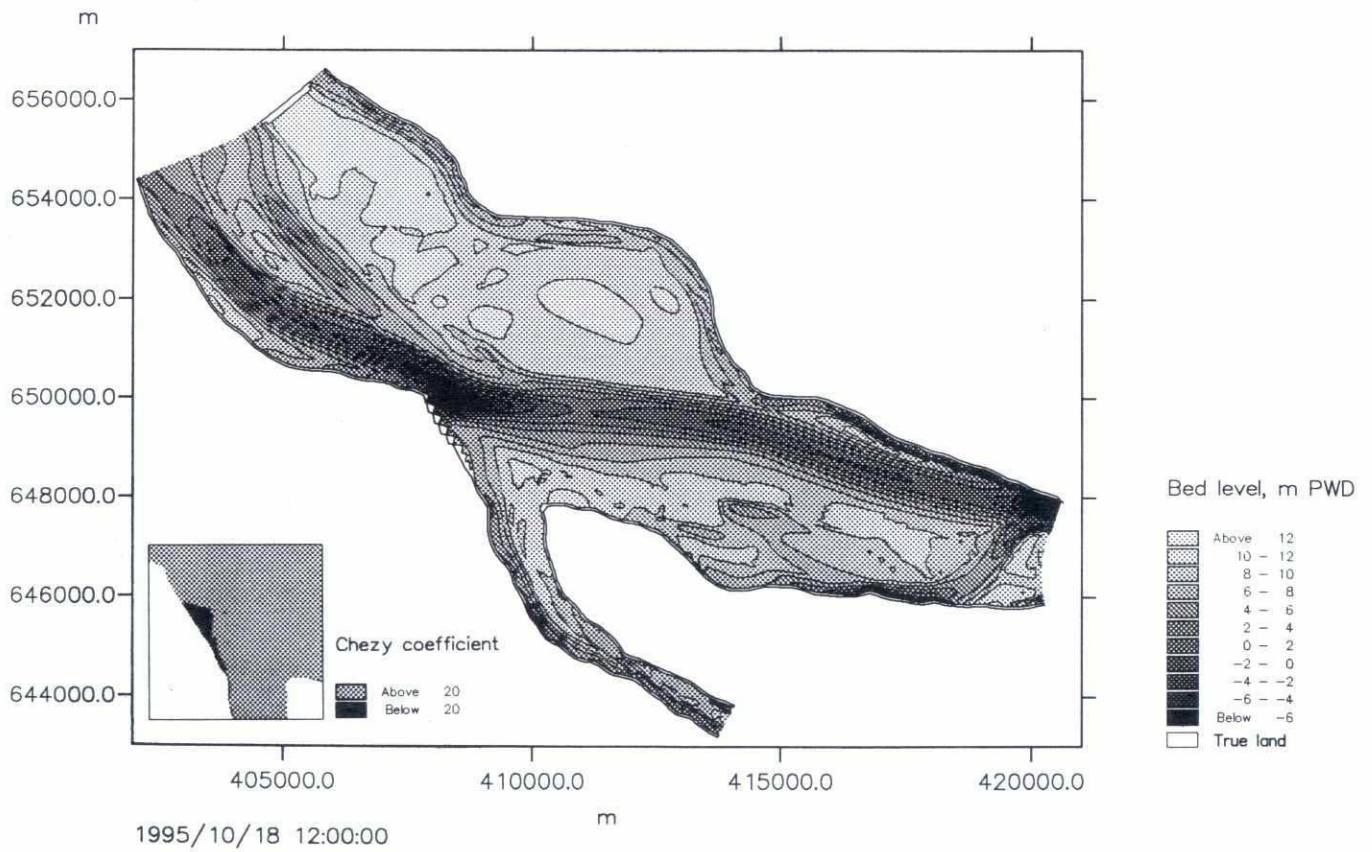 m
656000.0
654000.0
652000.0
650000.0
648000.0
646000.0
644000.0
405000.0
410000.0
415000.0
420000.0
m
Chezy coefficient
Above 20
Below 20
Bed level, m PWD
Above 12
10 - 12
8 - 10
6 - 8
4 - 6
2 - 4
0 - 2
-2 - 0
-4 - -2
-6 - -4
Below -6
True land
1995/10/18 12:00:00